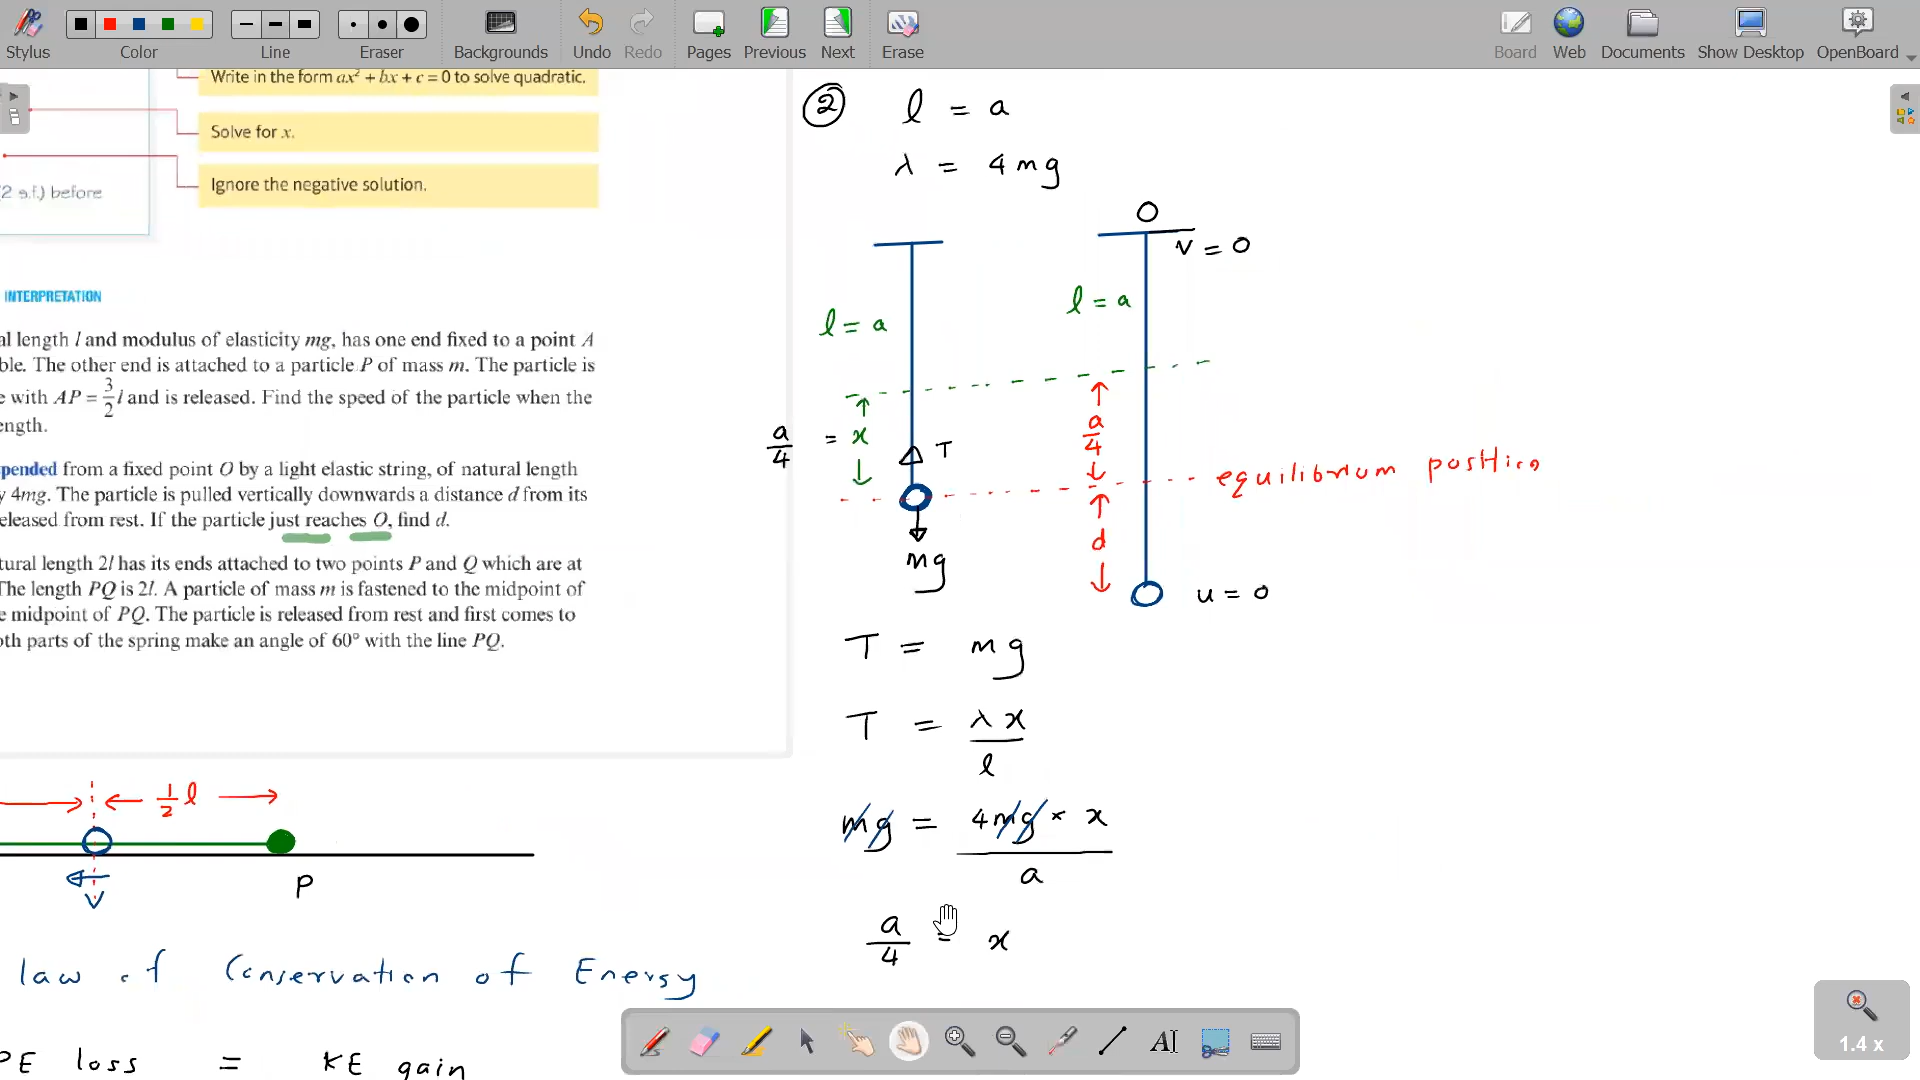 Stylus
Color
Line
Eraser
Backgrounds
Undo
Redo
Pages
Previous
Next
Erase
Board
Web
Documents
Show Desktop
OpenBoard
Write in the form ax² + bx + c = 0 to solve quadratic.
Solve for x.
Ignore the negative solution.
2 s.f.) before
INTERPRETATION
al length l and modulus of elasticity mg, has one end fixed to a point A
ble. The other end is attached to a particle P of mass m. The particle is
e with AP = 3/2 l and is released. Find the speed of the particle when the
ength.
pended from a fixed point O by a light elastic string, of natural length
y 4mg. The particle is pulled vertically downwards a distance d from its
eleased from rest. If the particle just reaches O, find d.
tural length 2l has its ends attached to two points P and Q which are at
The length PQ is 2l. A particle of mass m is fastened to the midpoint of
e midpoint of PQ. The particle is released from rest and first comes to
oth parts of the spring make an angle of 60° with the line PQ.
1/2 l
P
V
law of Conservation of Energy
PE loss = KE gain
② l = a
λ = 4mg
O
v = 0
l = a
l = a
a/4 = x
T
a/4
equilibrium position
d
mg
u = 0
T = mg
T = λx/l
mg = 4mg × x / a
a/4 = x
1.4 x